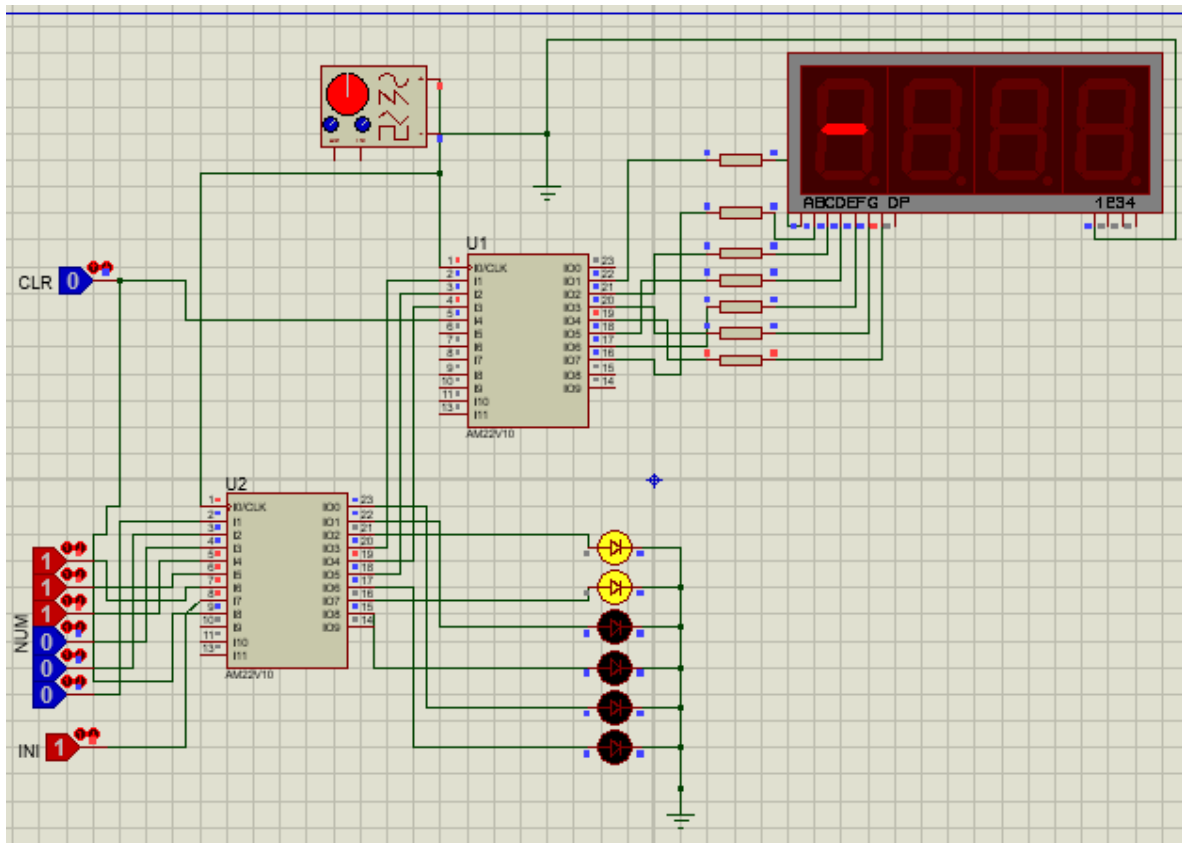 ABCDEFG DP
1234
U1
CLR
0
1
2
3
4
5
6
7
8
9
10
11
13
I0/CLK
I1
I2
I3
I4
I5
I6
I7
I8
I9
I10
I11
IO0
IO1
IO2
IO3
IO4
IO5
IO6
IO7
IO8
IO9
23
22
21
20
19
18
17
16
15
14
AM22V10
U2
1
2
3
4
5
6
7
8
9
10
11
13
I0/CLK
I1
I2
I3
I4
I5
I6
I7
I8
I9
I10
I11
IO0
IO1
IO2
IO3
IO4
IO5
IO6
IO7
IO8
IO9
23
22
21
20
19
18
17
16
15
14
AM22V10
NUM
1
1
1
0
0
0
INI
1